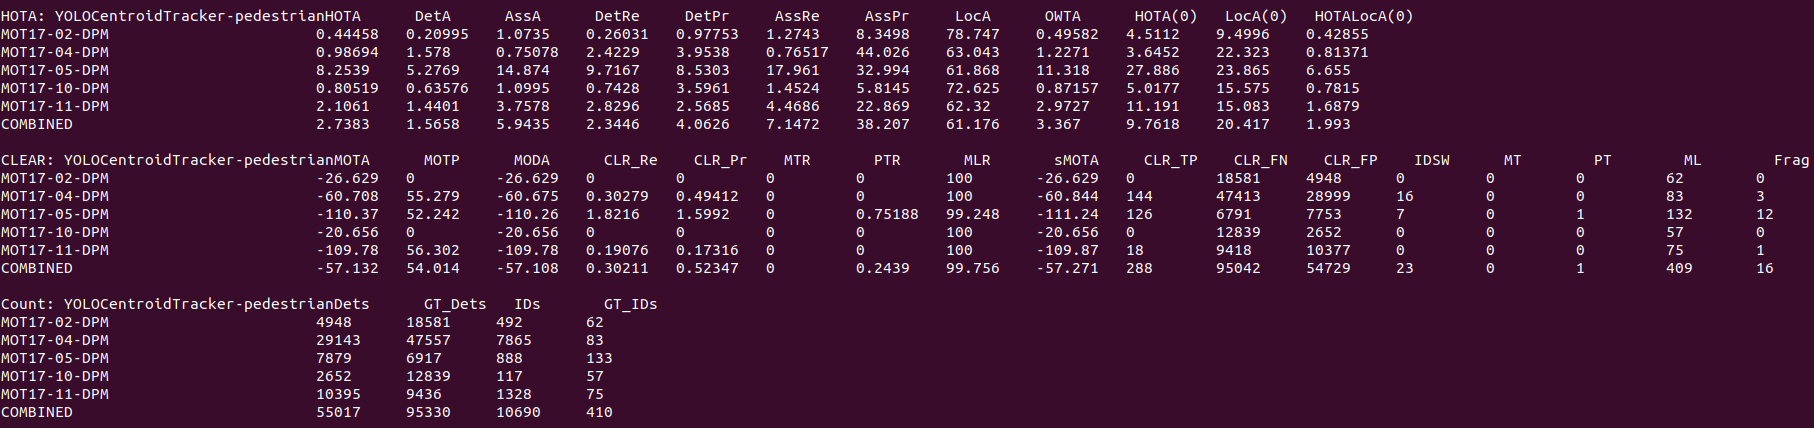 HOTA: YOLOCentroidTracker-pedestrianHOTA DetA AssA DetRe DetPr AssRe AssPr LocA OWTA HOTA(0) LocA(0) HOTALocA(0)
MOT17-02-DPM 0.44458 0.20995 1.0735 0.26031 0.97753 1.2743 8.3498 78.747 0.49582 4.5112 9.4996 0.42855
MOT17-04-DPM 0.98694 1.578 0.75078 2.4229 3.9538 0.76517 44.026 63.043 1.2271 3.6452 22.323 0.81371
MOT17-05-DPM 8.2539 5.2769 14.874 9.7167 8.5303 17.961 32.994 61.868 11.318 27.886 23.865 6.655
MOT17-10-DPM 0.80519 0.63576 1.0995 0.7428 3.5961 1.4524 5.8145 72.625 0.87157 5.0177 15.575 0.7815
MOT17-11-DPM 2.1061 1.4401 3.7578 2.8296 2.5685 4.4686 22.869 62.32 2.9727 11.191 15.083 1.6879
COMBINED 2.7383 1.5658 5.9435 2.3446 4.0626 7.1472 38.207 61.176 3.367 9.7618 20.417 1.993
CLEAR: YOLOCentroidTracker-pedestrianMOTA MOTP MODA CLR_Re CLR_Pr MTR PTR MLR sMOTA CLR_TP CLR_FN CLR_FP IDSW MT PT ML Frag
MOT17-02-DPM -26.629 0 -26.629 0 0 0 0 100 -26.629 0 18581 4948 0 0 0 62 0
MOT17-04-DPM -60.708 55.279 -60.675 0.30279 0.49412 0 0 100 -60.844 144 47413 28999 16 0 0 83 3
MOT17-05-DPM -110.37 52.242 -110.26 1.8216 1.5992 0 0.75188 99.248 -111.24 126 6791 7753 7 0 1 132 12
MOT17-10-DPM -20.656 0 -20.656 0 0 0 0 100 -20.656 0 12839 2652 0 0 0 57 0
MOT17-11-DPM -109.78 56.302 -109.78 0.19076 0.17316 0 0 100 -109.87 18 9418 10377 0 0 0 75 1
COMBINED -57.132 54.014 -57.108 0.30211 0.52347 0 0.2439 99.756 -57.271 288 95042 54729 23 0 1 409 16
Count: YOLOCentroidTracker-pedestrianDets GT_Dets IDs GT_IDs
MOT17-02-DPM 4948 18581 492 62
MOT17-04-DPM 29143 47557 7865 83
MOT17-05-DPM 7879 6917 888 133
MOT17-10-DPM 2652 12839 117 57
MOT17-11-DPM 10395 9436 1328 75
COMBINED 55017 95330 10690 410